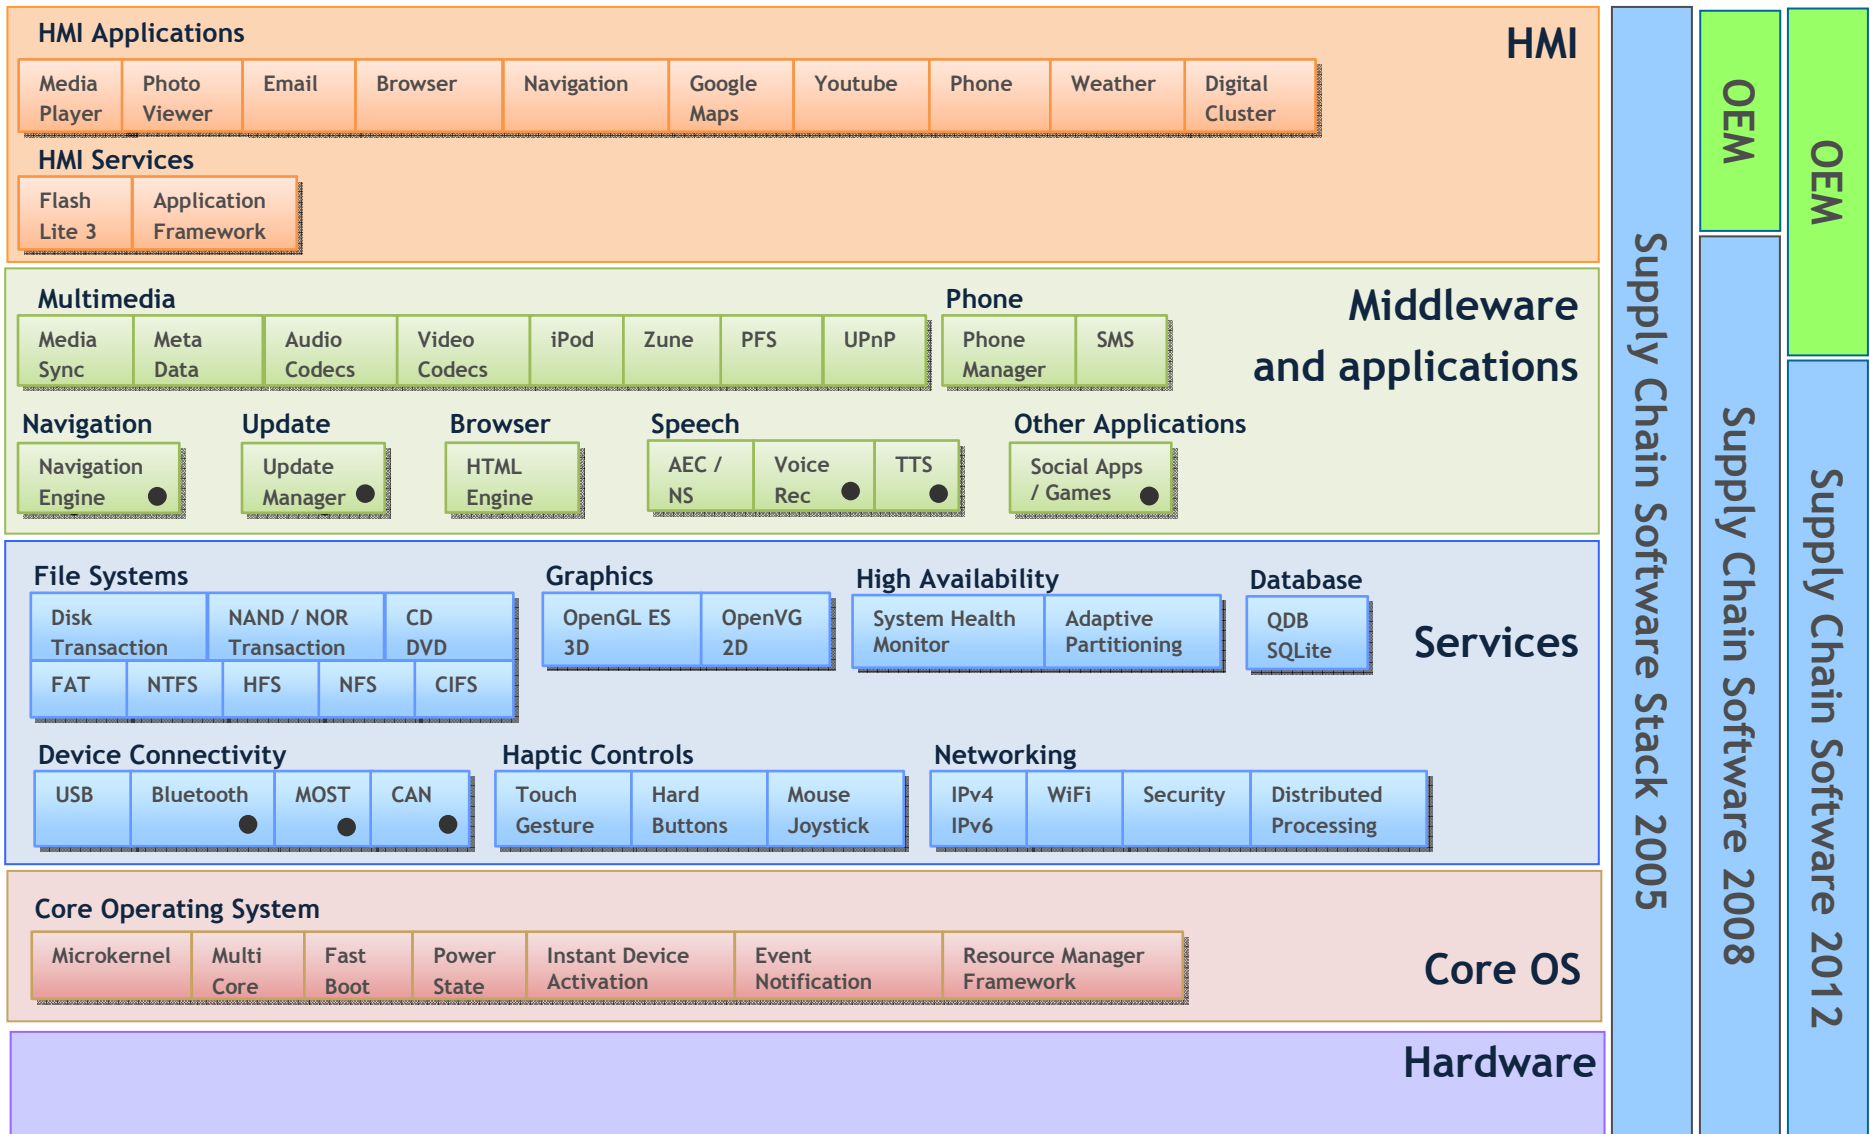 HMI Applications
HMI
Media
Player
Photo
Viewer
Email
Browser
Navigation
Google
Maps
Youtube
Phone
Weather
Digital
Cluster
HMI Services
Flash
Lite 3
Application
Framework
Multimedia
Media
Sync
Meta
Data
Audio
Codecs
Video
Codecs
iPod
Zune
PFS
UPnP
Phone
Phone
Manager
SMS
Middleware
and applications
Navigation
Navigation
Engine
Update
Update
Manager
Browser
HTML
Engine
Speech
AEC /
NS
Voice
Rec
TTS
Other Applications
Social Apps
/ Games
File Systems
Disk
Transaction
NAND / NOR
Transaction
CD
DVD
FAT
NTFS
HFS
NFS
CIFS
Graphics
OpenGL ES
3D
OpenVG
2D
High Availability
System Health
Monitor
Adaptive
Partitioning
Database
QDB
SQLite
Services
Device Connectivity
USB
Bluetooth
MOST
CAN
Haptic Controls
Touch
Gesture
Hard
Buttons
Mouse
Joystick
Networking
IPv4
IPv6
WiFi
Security
Distributed
Processing
Core Operating System
Microkernel
Multi
Core
Fast
Boot
Power
State
Instant Device
Activation
Event
Notification
Resource Manager
Framework
Core OS
Hardware
Supply Chain Software Stack 2005
OEM
Supply Chain Software 2008
OEM
Supply Chain Software 2012